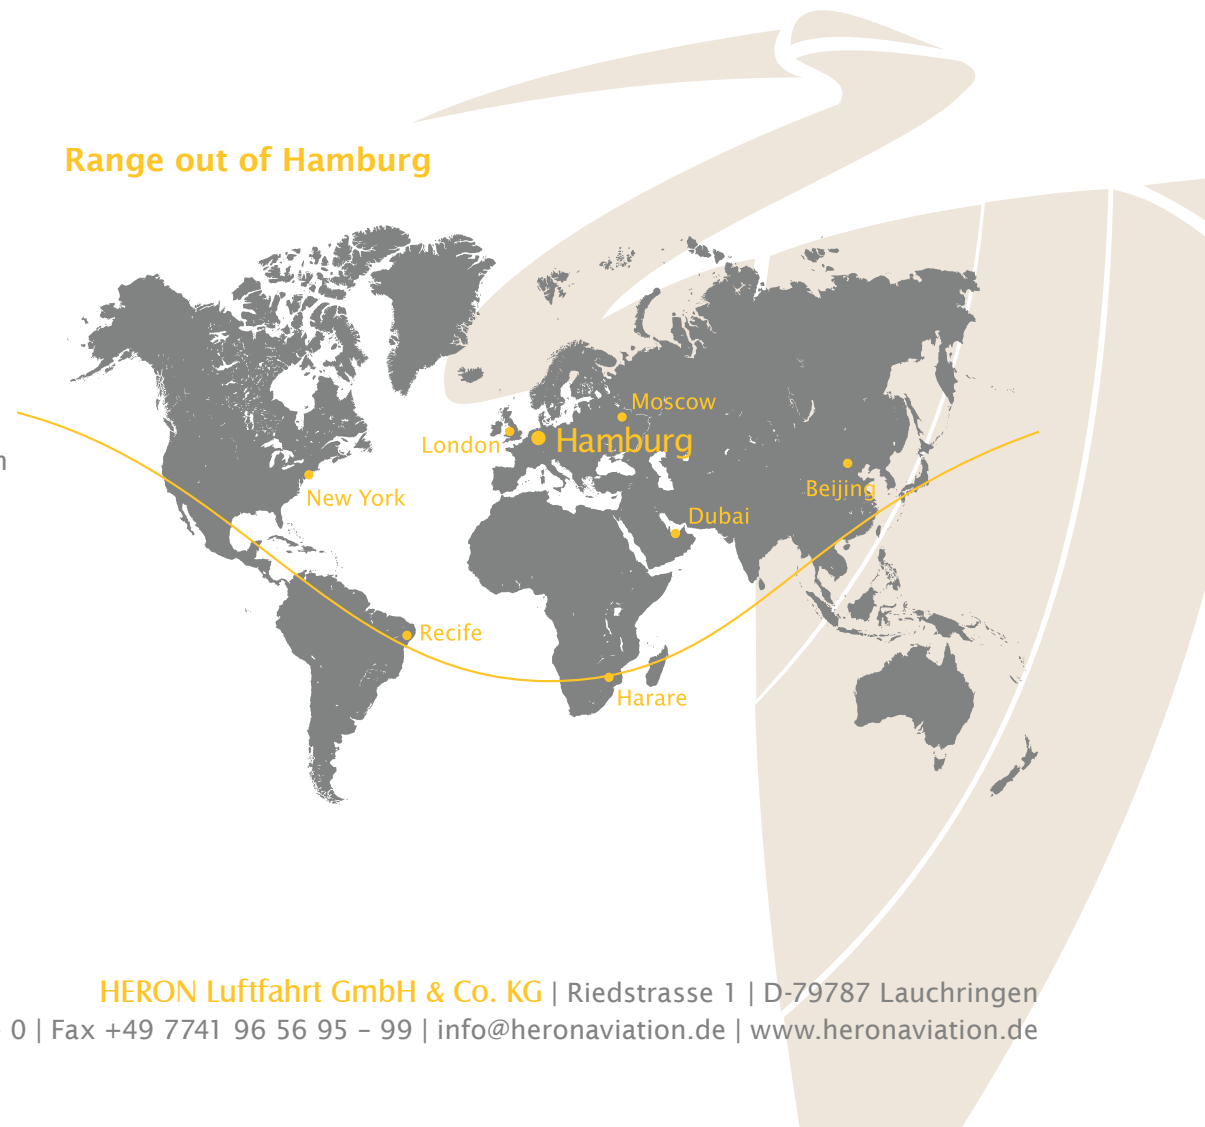 Range out of Hamburg
Moscow
London
Hamburg
New York
Beijing
Dubai
Recife
Harare
HERON Luftfahrt GmbH & Co. KG | Riedstrasse 1 | D-79787 Lauchringen
0 | Fax +49 7741 96 56 95 – 99 | info@heronaviation.de | www.heronaviation.de